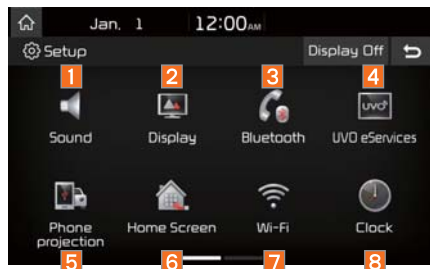 Jan. 1 12:00AM
Setup Display Off
1 2 3 4
UVO
Sound Display Bluetooth UVO eServices
Phone projection Home Screen Wi-Fi Clock
5 6 7 8